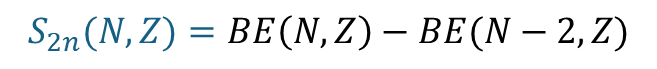 S₂ₙ(N, Z) = BE(N, Z) − BE(N − 2, Z)